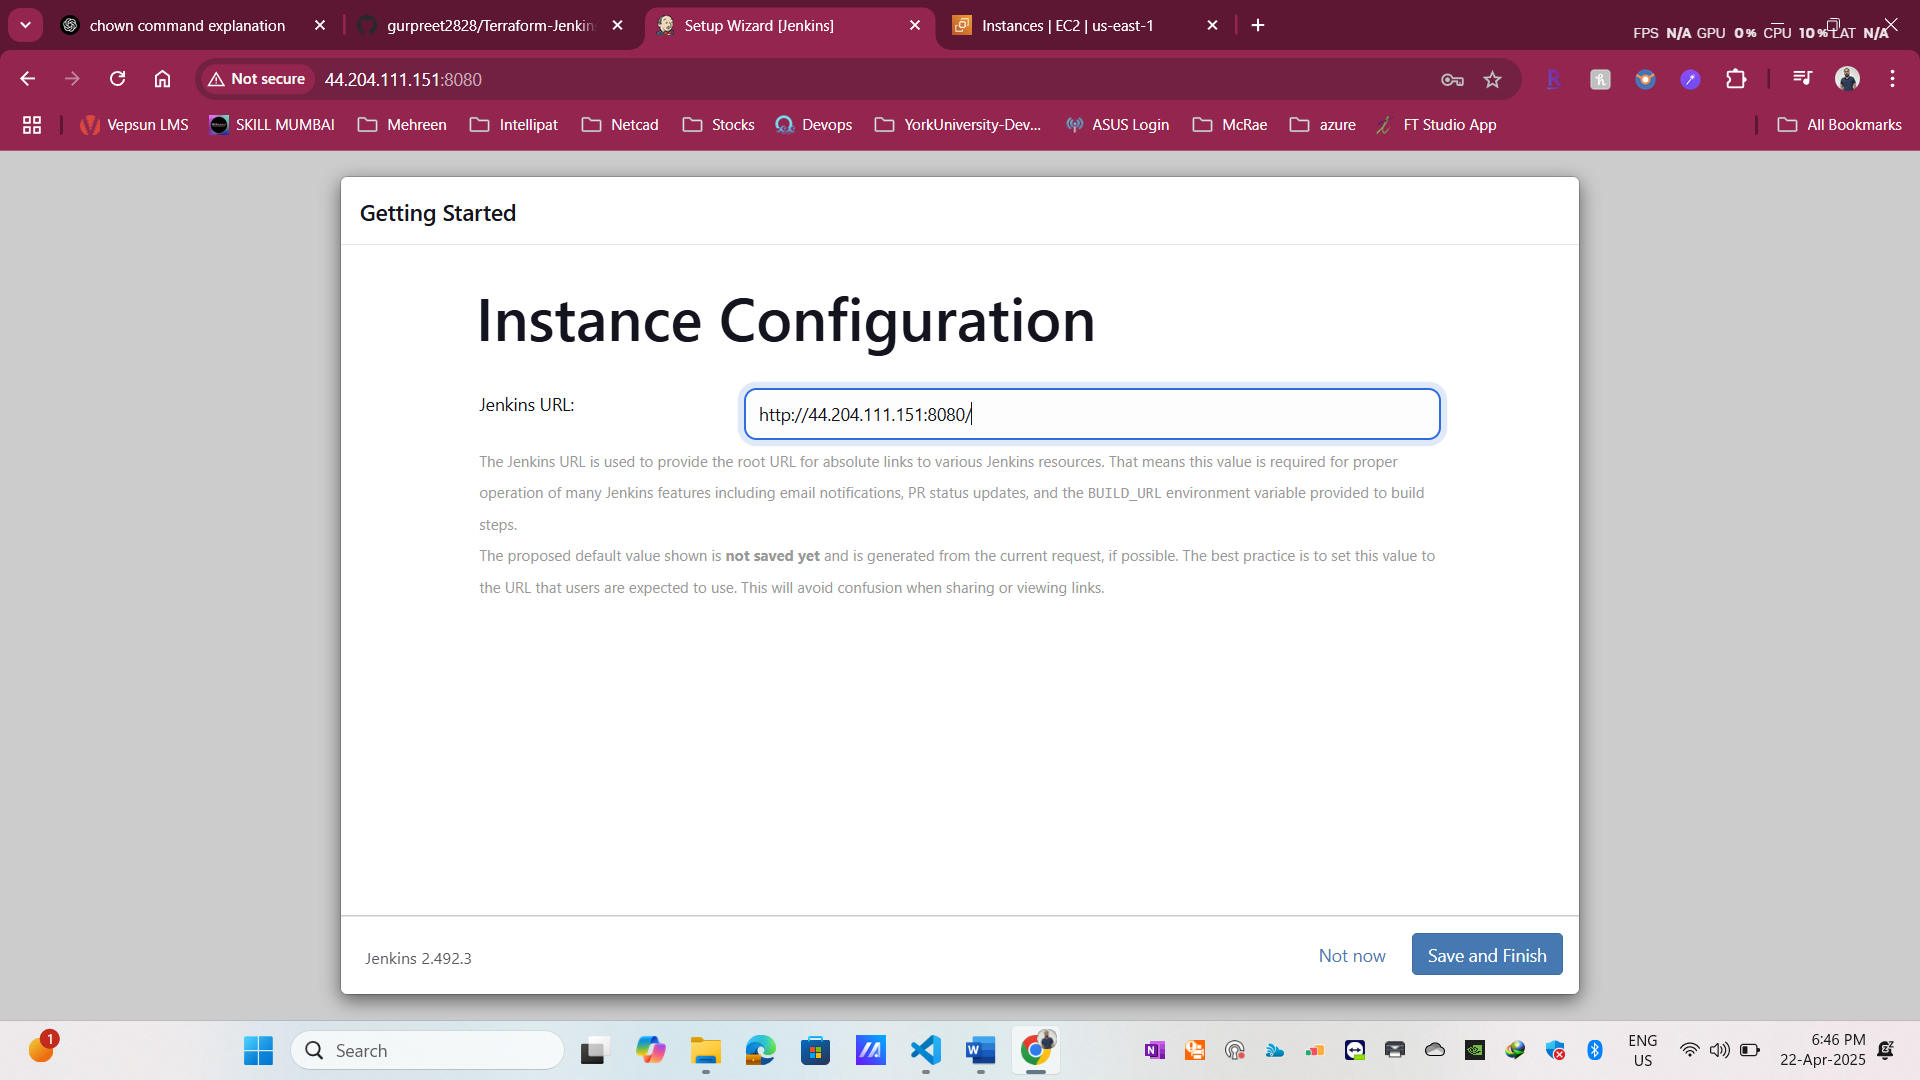 chown command explanation
gurpreet2828/Terraform-Jenkin
Setup Wizard [Jenkins]
Instances | EC2 | us-east-1
FPS N/A GPU 0% CPU 10% LAT N/A
Not secure
44.204.111.151:8080
Vepsun LMS
SKILL MUMBAI
Mehreen
Intellipat
Netcad
Stocks
Devops
YorkUniversity-Dev...
ASUS Login
McRae
azure
FT Studio App
All Bookmarks
Getting Started
Instance Configuration
Jenkins URL:
http://44.204.111.151:8080/
The Jenkins URL is used to provide the root URL for absolute links to various Jenkins resources. That means this value is required for proper
operation of many Jenkins features including email notifications, PR status updates, and the BUILD_URL environment variable provided to build
steps.
The proposed default value shown is not saved yet and is generated from the current request, if possible. The best practice is to set this value to
the URL that users are expected to use. This will avoid confusion when sharing or viewing links.
Jenkins 2.492.3
Not now
Save and Finish
1
Search
ENG
US
6:46 PM
22-Apr-2025